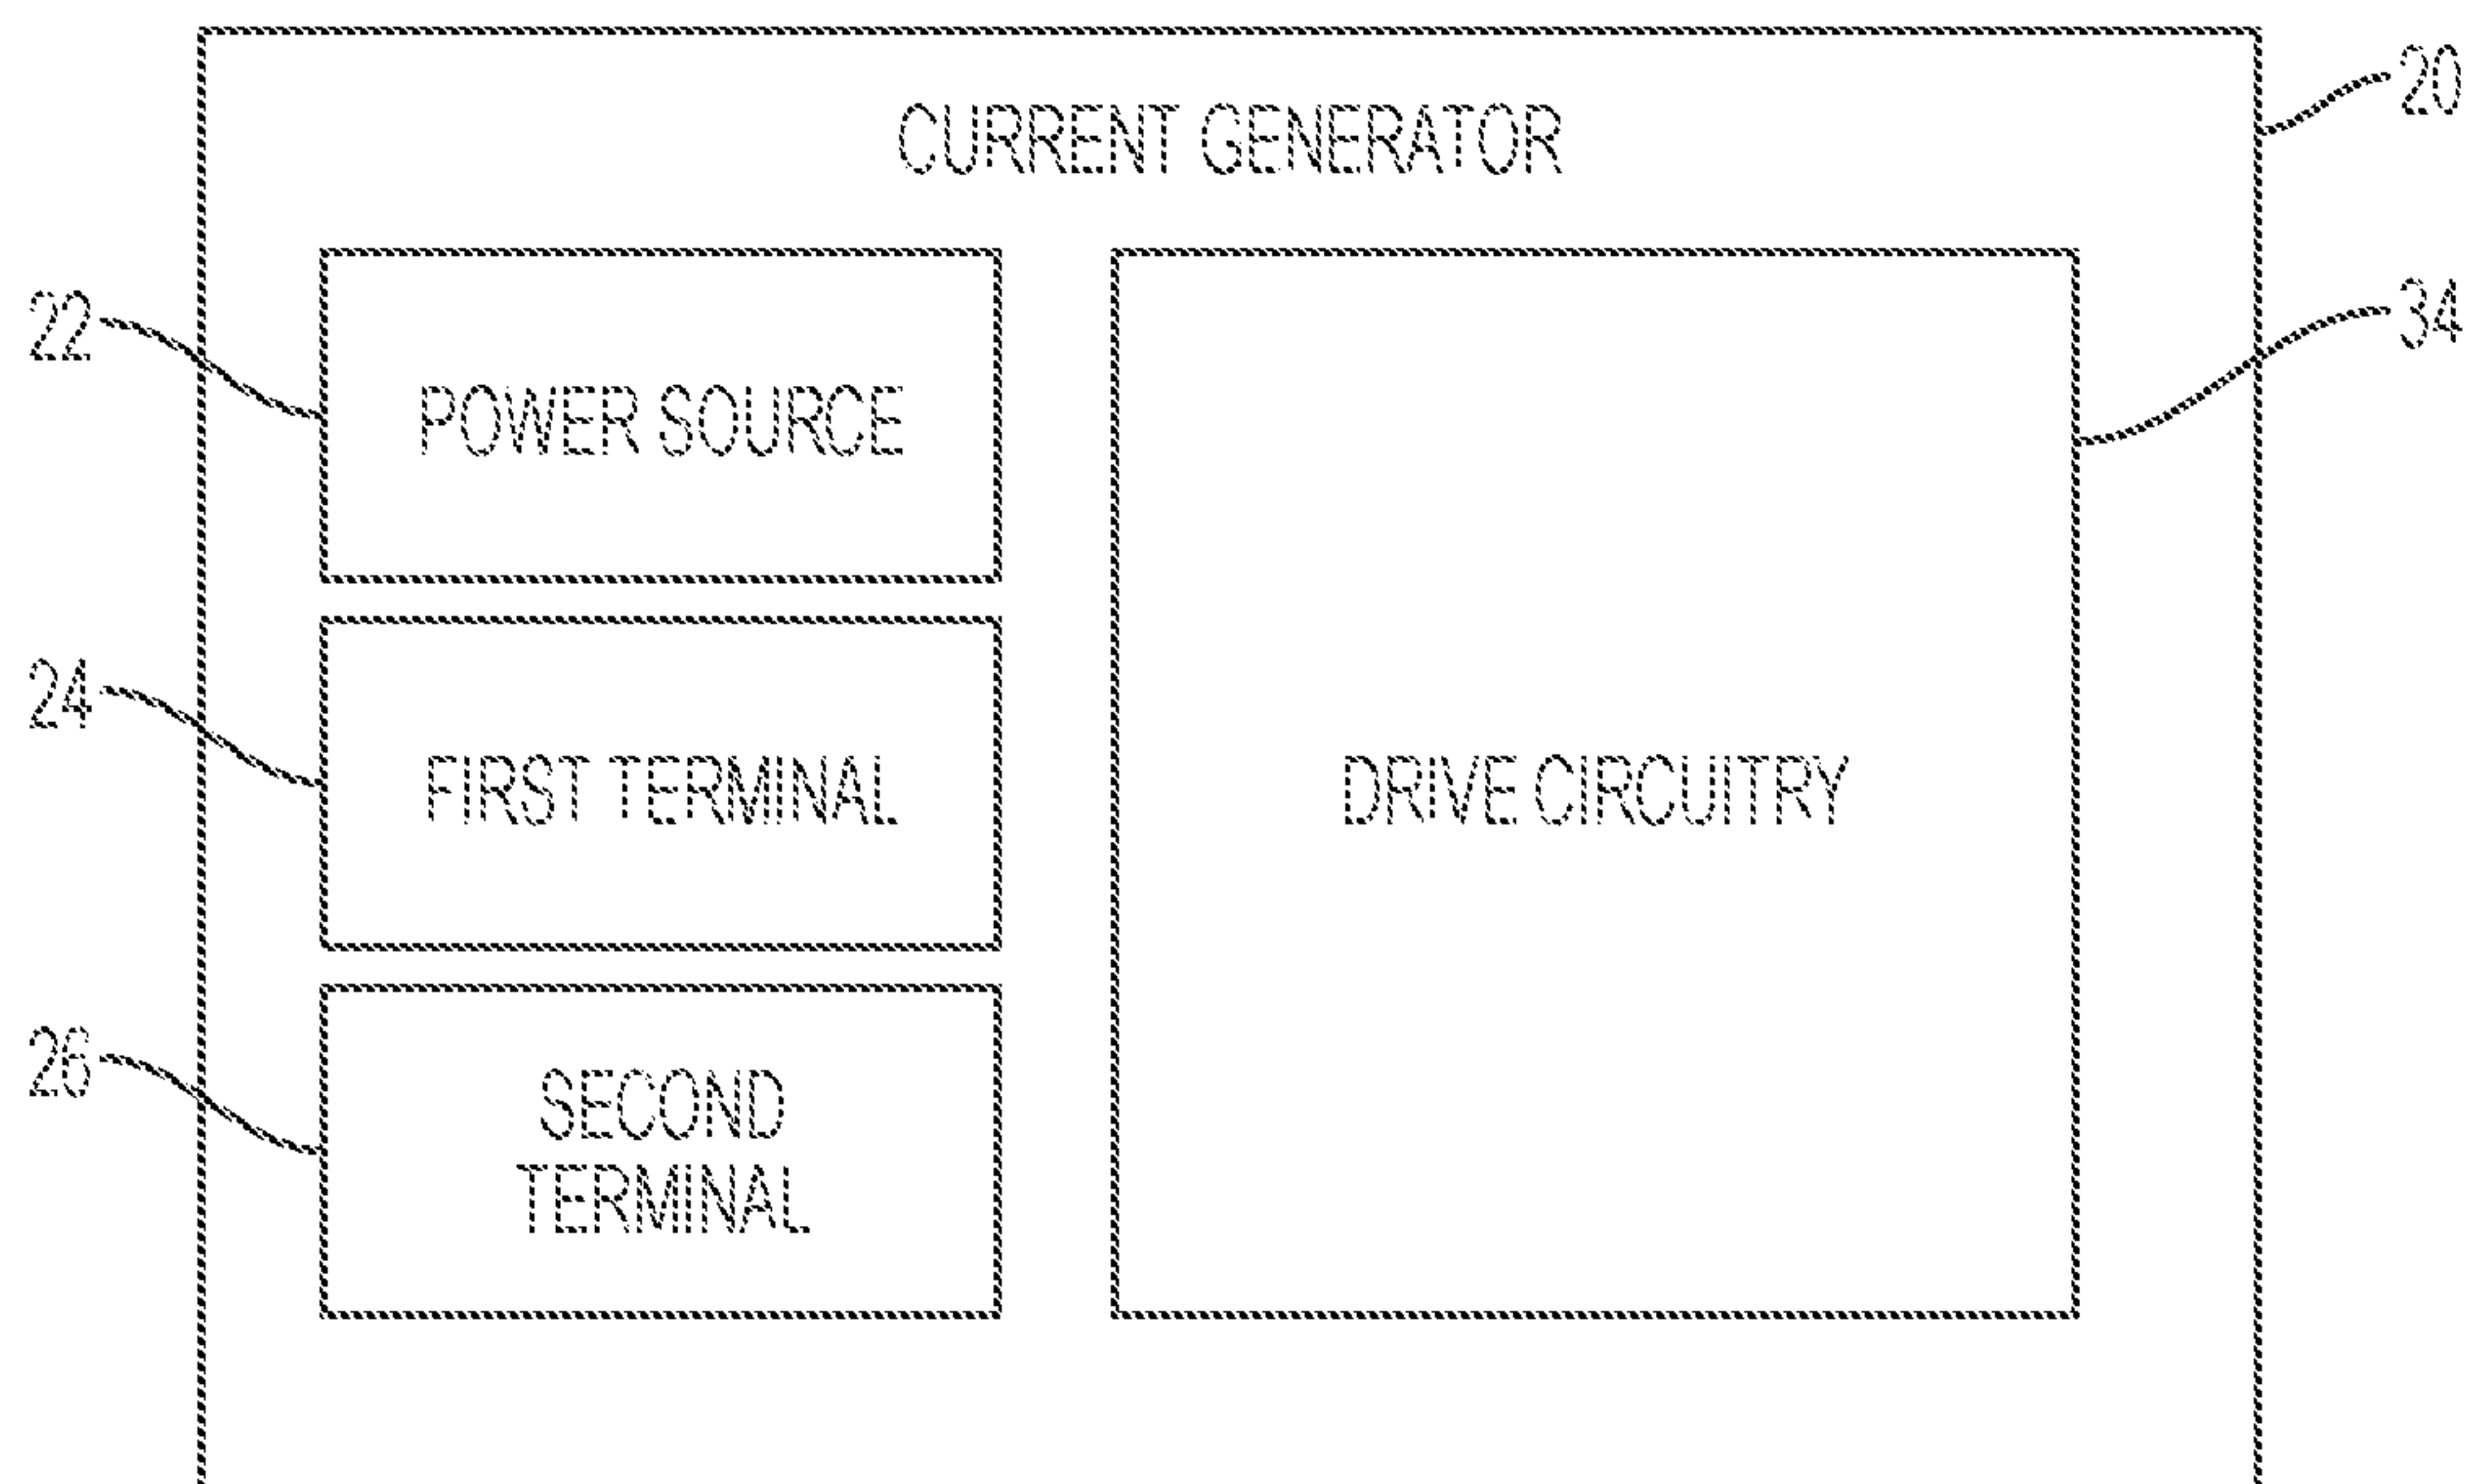 CURRENT GENERATOR
20
22
POWER SOURCE
34
24
FIRST TERMINAL
DRIVE CIRCUITRY
26
SECOND
TERMINAL